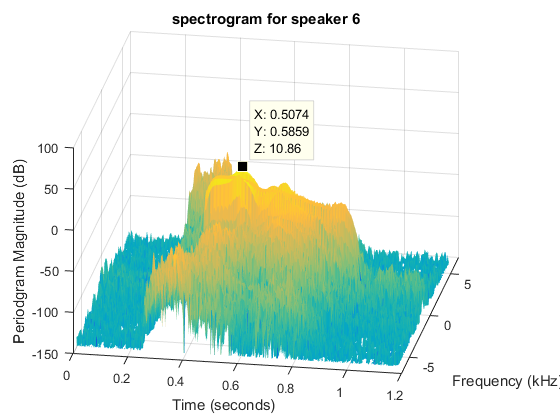 spectrogram for speaker 6
X: 0.5074
Y: 0.5859
Z: 10.86
Periodgram Magnitude (dB)
100
50
0
-50
-100
-150
0
0.2
0.4
0.6
0.8
1
1.2
Time (seconds)
5
0
-5
Frequency (kHz)